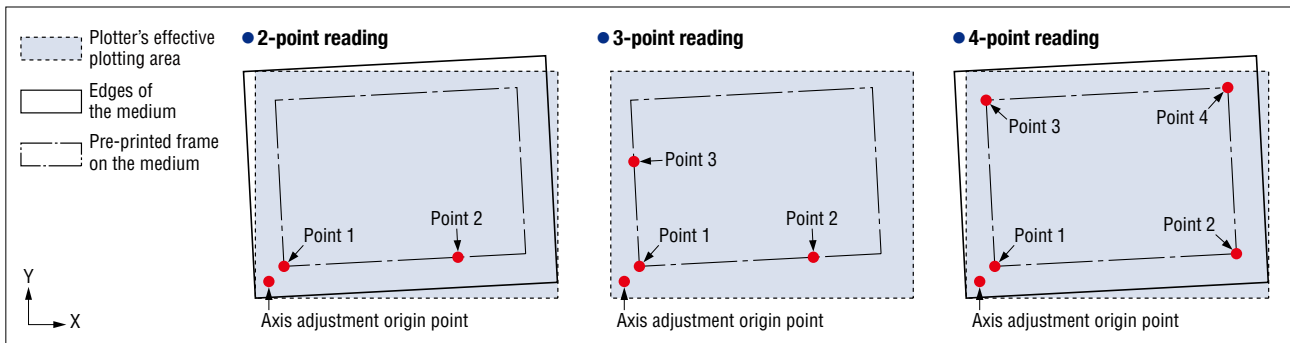 Plotter's effective
plotting area
Edges of
the medium
Pre-printed frame
on the medium
Y
X
2-point reading
Point 1
Point 2
Axis adjustment origin point
3-point reading
Point 3
Point 1
Point 2
Axis adjustment origin point
4-point reading
Point 3
Point 4
Point 1
Point 2
Axis adjustment origin point